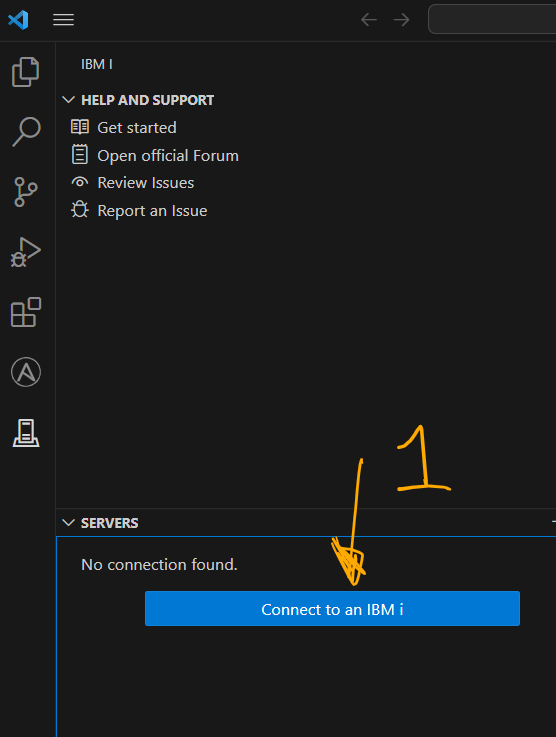 IBM I
HELP AND SUPPORT
Get started
Open official Forum
Review Issues
Report an Issue
1
SERVERS
No connection found.
Connect to an IBM i